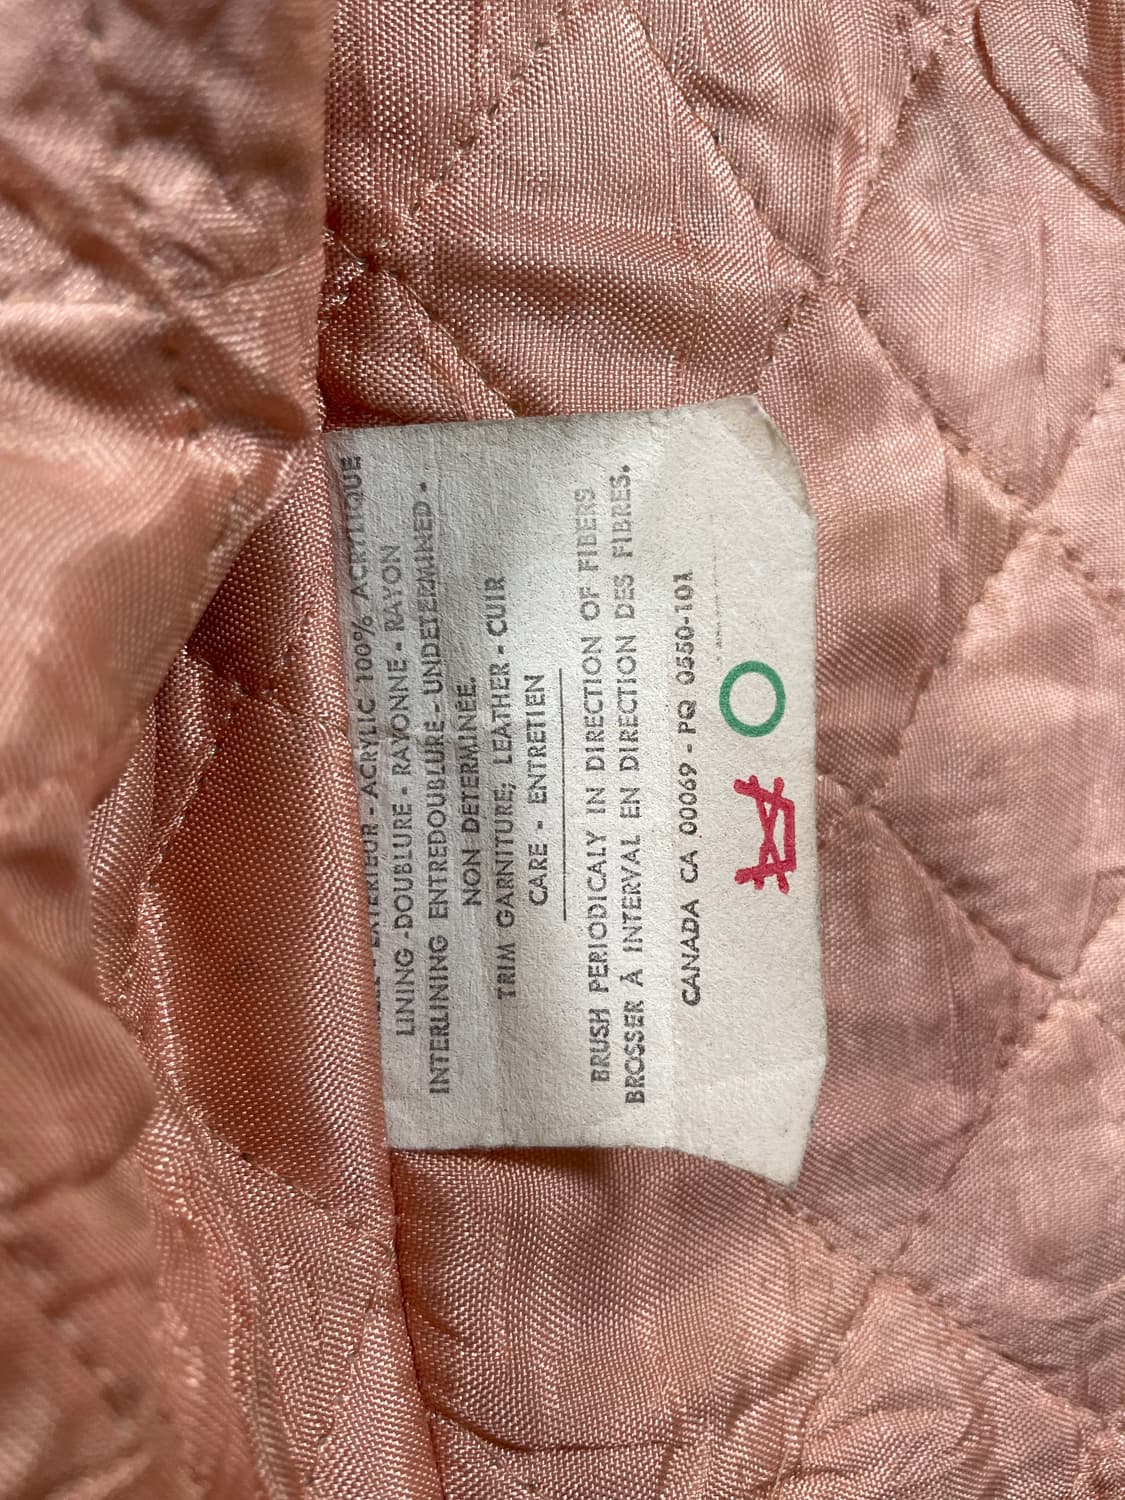 EXTERIEUR - ACRYLIC 100% ACRYLIQUE
LINING - DOUBLURE - RAYONNE - RAYON
INTERLINING ENTREDOUBLURE - UNDETERMINED -
NON DETERMINÉE.
TRIM GARNITURE; LEATHER - CUIR
CARE - ENTRETIEN
BRUSH PERIODICALY IN DIRECTION OF FIBERS
BROSSER À INTERVAL EN DIRECTION DES FIBRES.
CANADA CA 00069 - PQ 0550-101